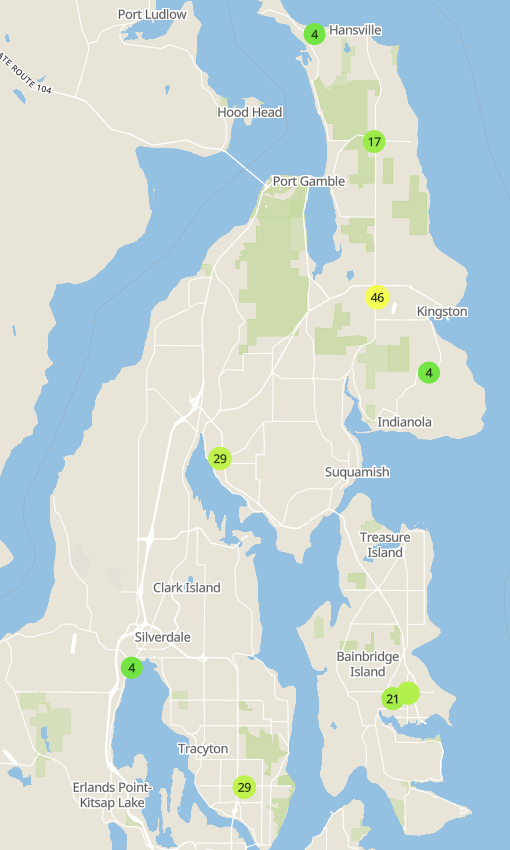 Port Ludlow
4
Hansville
ATE ROUTE 104
Hood Head
17
Port Gamble
46
Kingston
4
Indianola
29
Suquamish
Treasure
Island
Clark Island
Silverdale
4
Bainbridge
Island
21
Tracyton
Erlands Point-
Kitsap Lake
29